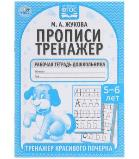 ФГОС
М. А. ЖУКОВА
ПРОПИСИ
ТРЕНАЖЕР
РАБОЧАЯ ТЕТРАДЬ ДОШКОЛЬНИКА
5-6
ЛЕТ
ТРЕНАЖЕР КРАСИВОГО ПОЧЕРКА